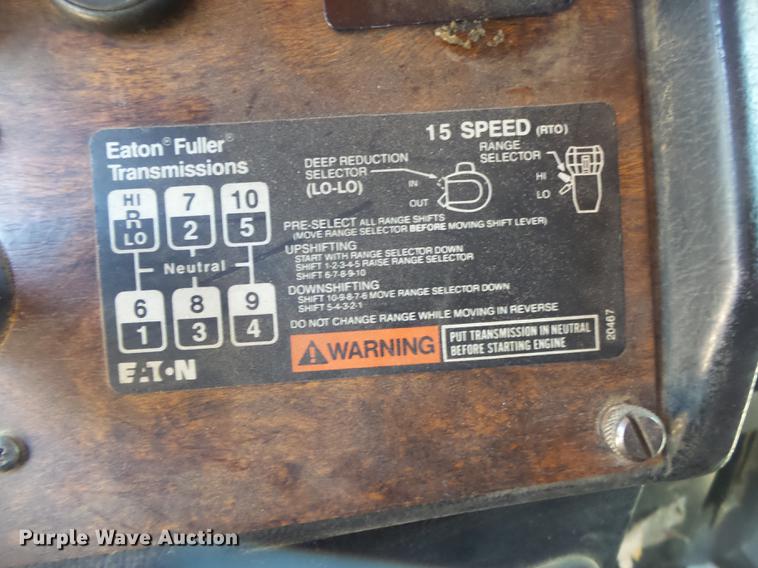 Eaton® Fuller®
Transmissions
15 SPEED (RTO)
DEEP REDUCTION
SELECTOR
(LO-LO)
IN
OUT
RANGE
SELECTOR
HI
LO
HI 7 10
R 2 5
LO
Neutral
6 8 9
1 3 4
PRE-SELECT ALL RANGE SHIFTS
(MOVE RANGE SELECTOR BEFORE MOVING SHIFT LEVER)
UPSHIFTING
START WITH RANGE SELECTOR DOWN
SHIFT 1-2-3-4-5 RAISE RANGE SELECTOR
SHIFT 6-7-8-9-10
DOWNSHIFTING
SHIFT 10-9-8-7-6 MOVE RANGE SELECTOR DOWN
SHIFT 5-4-3-2-1
DO NOT CHANGE RANGE WHILE MOVING IN REVERSE
WARNING
PUT TRANSMISSION IN NEUTRAL
BEFORE STARTING ENGINE
20467
EATON
Purple Wave Auction